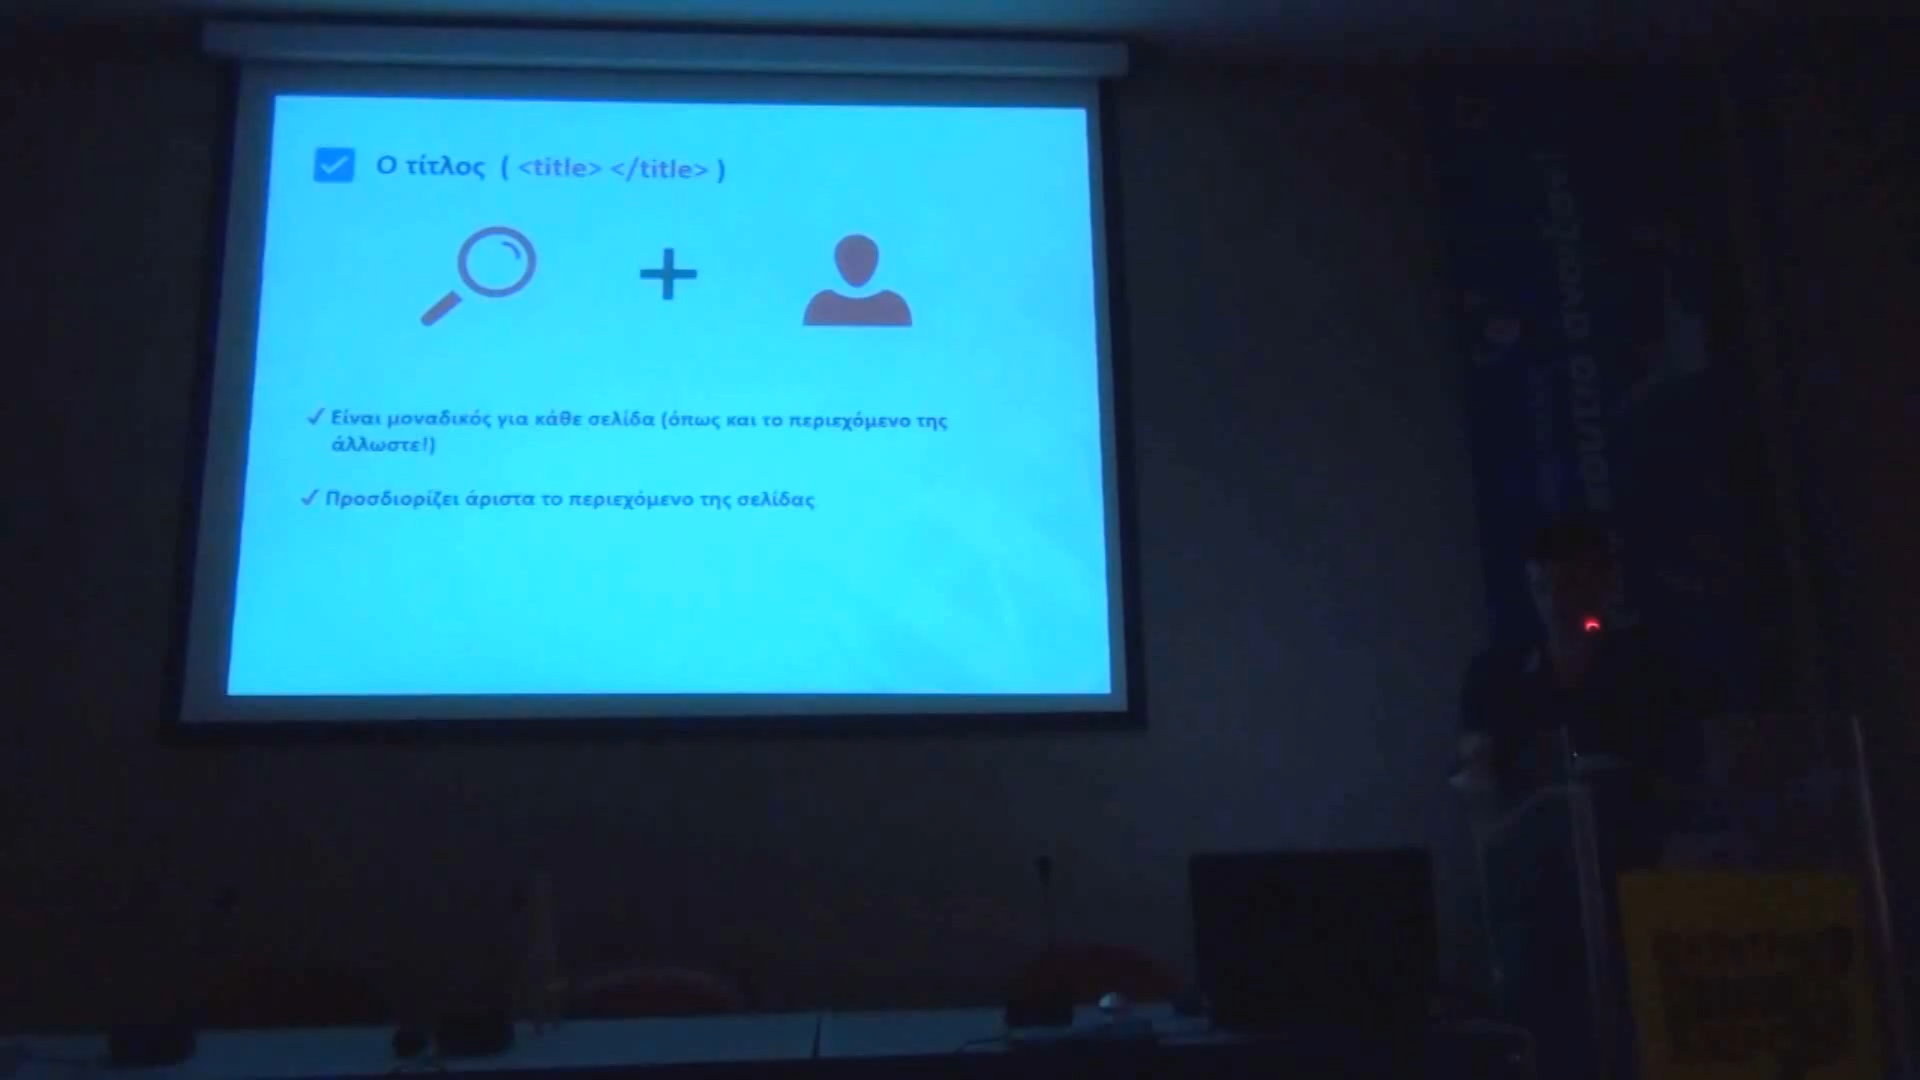 Ο τίτλος ( <title> </title> )
Είναι μοναδικός για κάθε σελίδα (όπως και το περιεχόμενο της
άλλωστε!)
Προσδιορίζει άριστα το περιεχόμενο της σελίδας